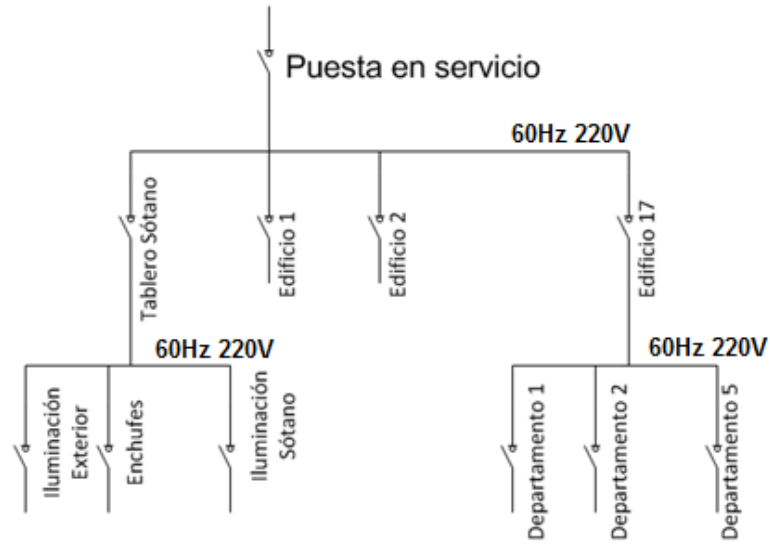 Puesta en servicio
60Hz 220V
Tablero Sótano
Edificio 1
Edificio 2
Edificio 17
60Hz 220V
60Hz 220V
Iluminación
Exterior
Enchufes
Iluminación
Sótano
Departamento 1
Departamento 2
Departamento 5